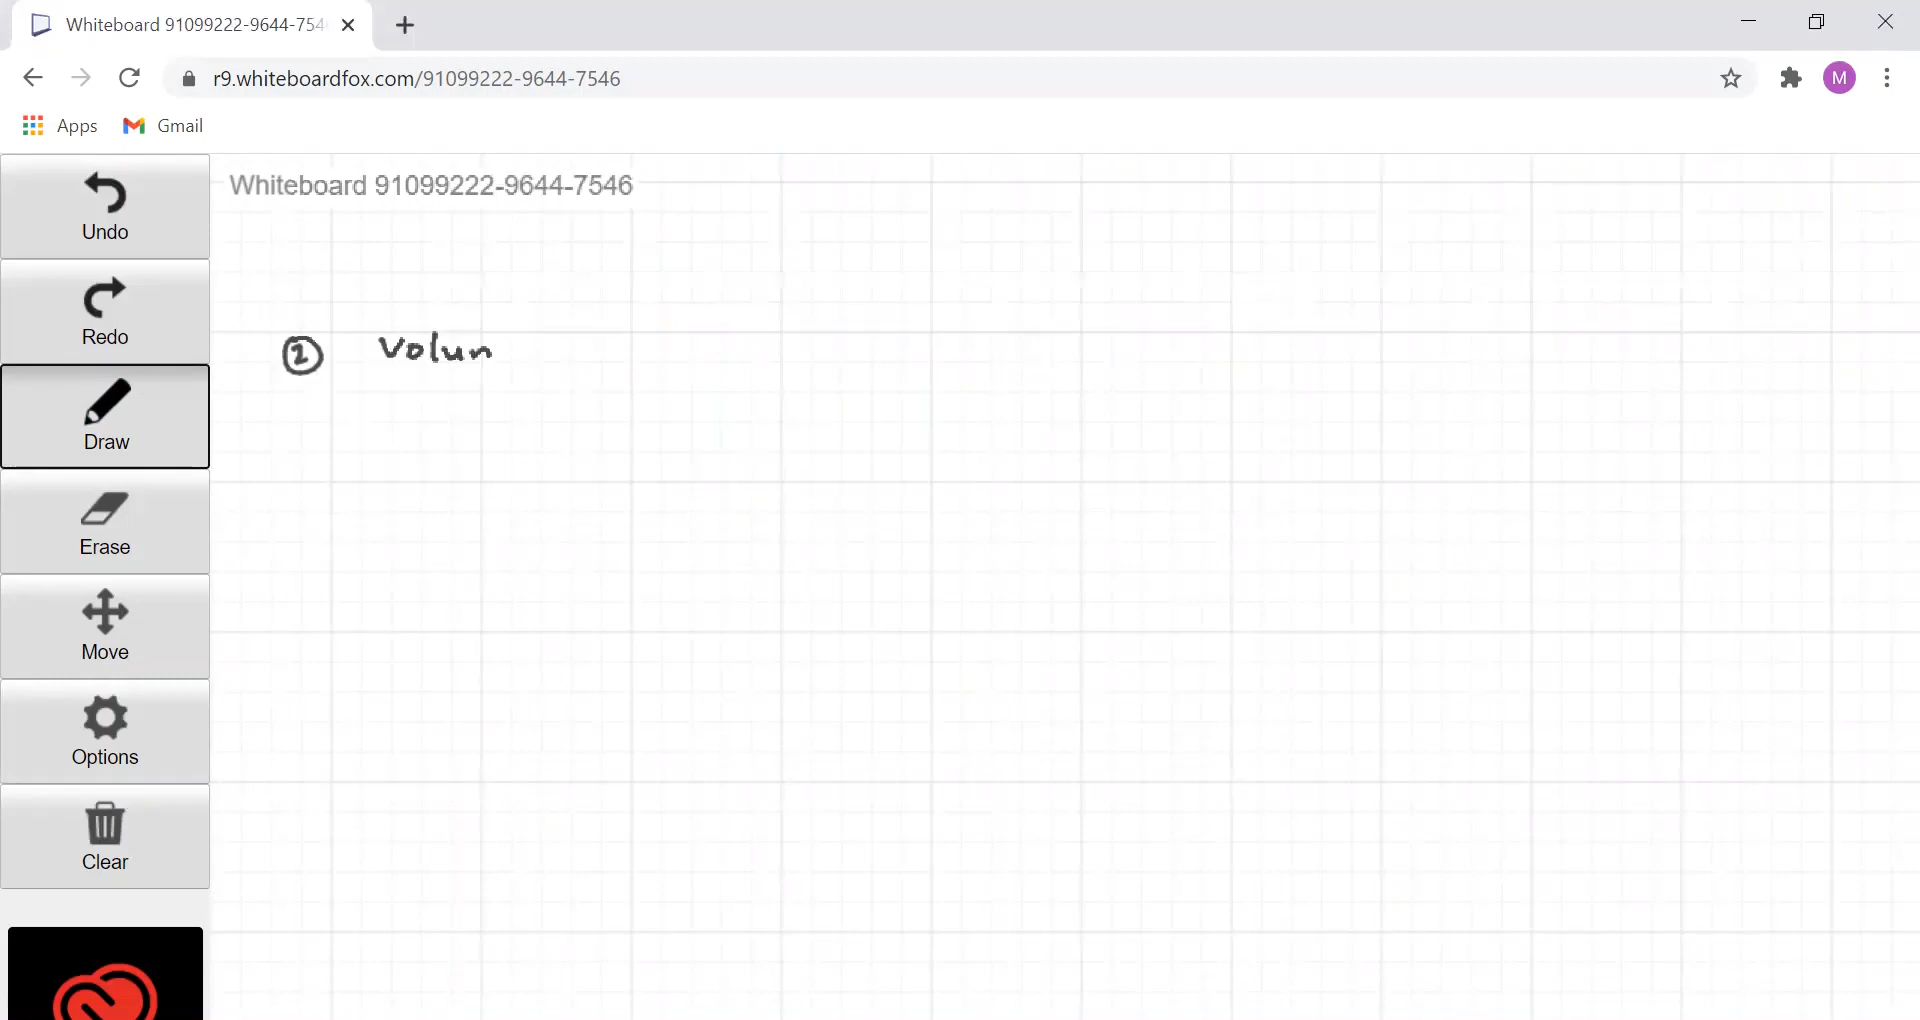 Whiteboard 91099222-9644-754
r9.whiteboardfox.com/91099222-9644-7546
M
Apps
Gmail
Whiteboard 91099222-9644-7546
Undo
② Volun
Redo
Draw
Erase
Move
Options
Clear